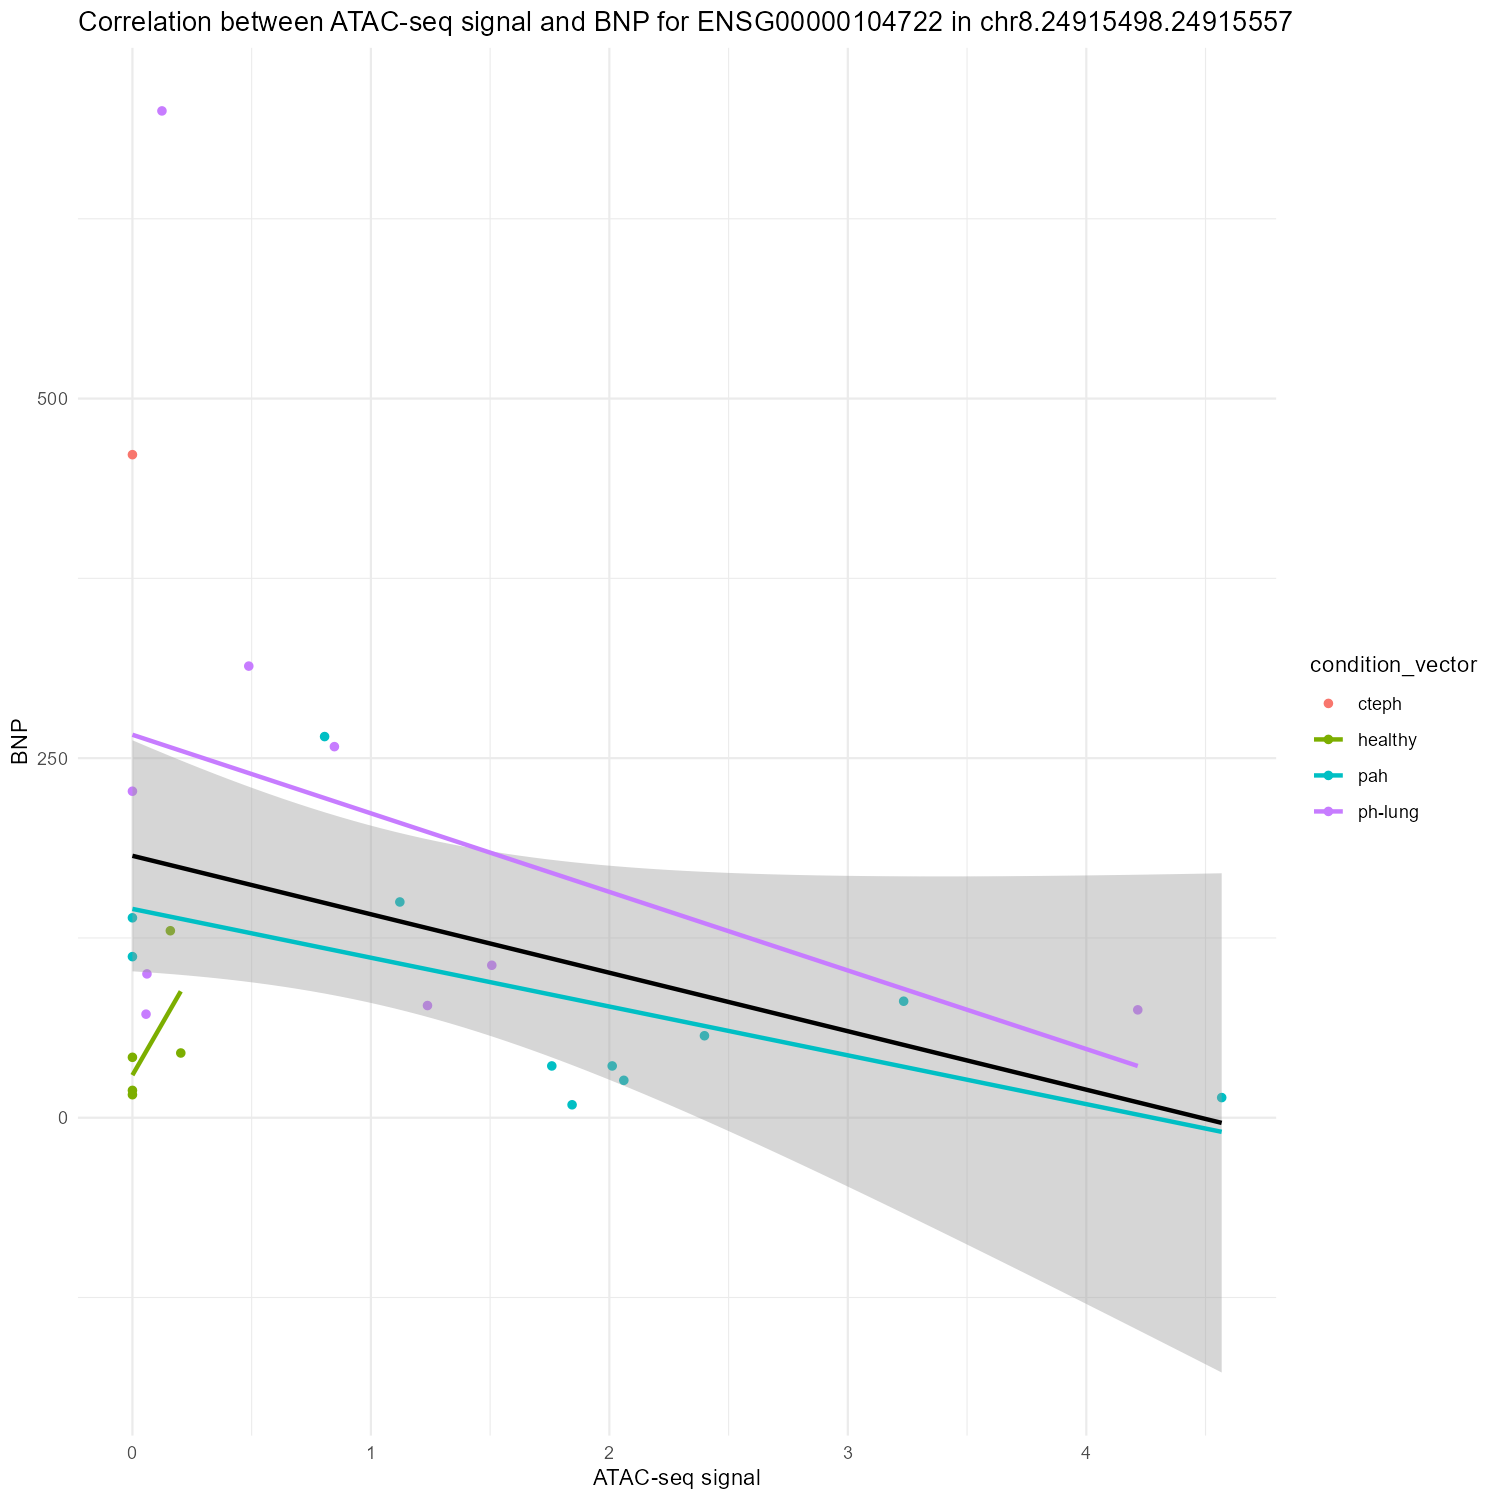 Correlation between ATAC-seq signal and BNP for ENSG00000104722 in chr8.24915498.24915557
500
250
0
BNP
0 1 2 3 4
ATAC-seq signal
condition_vector
cteph
healthy
pah
ph-lung